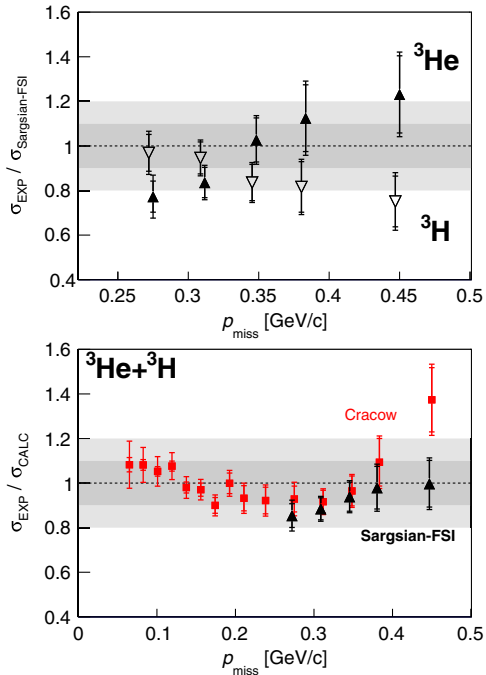 1.6
1.4
1.2
1
0.8
0.6
0.4
σEXP / σSargsian-FSI
³He
³H
0.25 0.3 0.35 0.4 0.45 0.5
pmiss [GeV/c]
1.6
1.4
1.2
1
0.8
0.6
0.4
σEXP / σCALC
³He+³H
Cracow
Sargsian-FSI
0 0.1 0.2 0.3 0.4 0.5
pmiss [GeV/c]